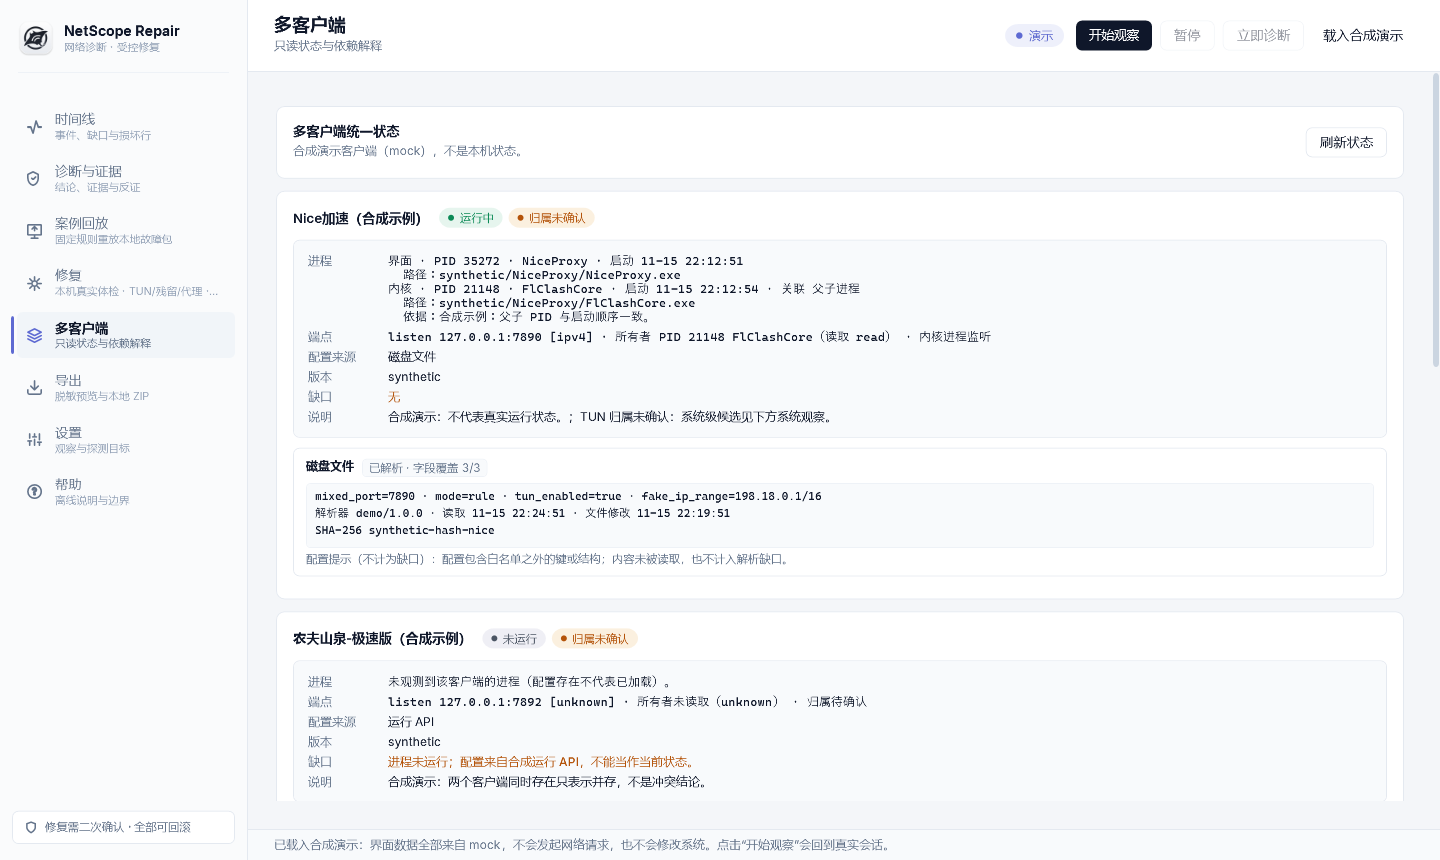 NetScope Repair
网络诊断 · 受控修复
时间线
事件、缺口与损坏行
诊断与证据
结论、证据与反证
案例回放
固定规则重放本地故障包
修复
本机真实体检 · TUN/残留/代理 ·...
多客户端
只读状态与依赖解释
导出
脱敏预览与本地 ZIP
设置
观察与探测目标
帮助
离线说明与边界
修复需二次确认 · 全部可回滚
多客户端
只读状态与依赖解释
演示
开始观察
暂停
立即诊断
载入合成演示
多客户端统一状态
合成演示客户端（mock），不是本机状态。
刷新状态
Nice加速（合成示例）
运行中
归属未确认
进程
界面 · PID 35272 · NiceProxy · 启动 11-15 22:12:51
路径：synthetic/NiceProxy/NiceProxy.exe
内核 · PID 21148 · FlClashCore · 启动 11-15 22:12:54 · 关联 父子进程
路径：synthetic/NiceProxy/FlClashCore.exe
依据：合成示例：父子 PID 与启动顺序一致。
端点
listen 127.0.0.1:7890 [ipv4] · 所有者 PID 21148 FlClashCore（读取 read） · 内核进程监听
配置来源
磁盘文件
版本
synthetic
缺口
无
说明
合成演示：不代表真实运行状态。；TUN 归属未确认：系统级候选见下方系统观察。
磁盘文件
已解析 · 字段覆盖 3/3
mixed_port=7890 · mode=rule · tun_enabled=true · fake_ip_range=198.18.0.1/16
解析器 demo/1.0.0 · 读取 11-15 22:24:51 · 文件修改 11-15 22:19:51
SHA-256 synthetic-hash-nice
配置提示（不计为缺口）：配置包含白名单之外的键或结构；内容未被读取，也不计入解析缺口。
农夫山泉-极速版（合成示例）
未运行
归属未确认
进程
未观测到该客户端的进程（配置存在不代表已加载）。
端点
listen 127.0.0.1:7892 [unknown] · 所有者未读取（unknown） · 归属待确认
配置来源
运行 API
版本
synthetic
缺口
进程未运行；配置来自合成运行 API，不能当作当前状态。
说明
合成演示：两个客户端同时存在只表示并存，不是冲突结论。
已载入合成演示：界面数据全部来自 mock，不会发起网络请求，也不会修改系统。点击“开始观察”会回到真实会话。